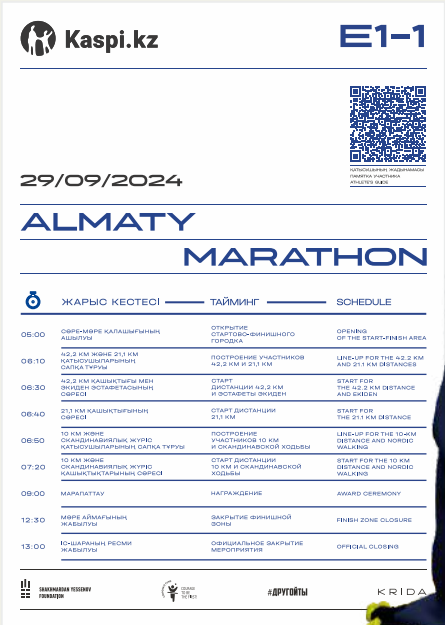 Kaspi.kz
E1–1
ҚАТЫСУШЫНЫҢ ЖАДЫНАМАСЫ
ПАМЯТКА УЧАСТНИКА
ATHLETE'S GUIDE
29/09/2024
ALMATY
MARATHON
ЖАРЫС КЕСТЕСІ ТАЙМИНГ SCHEDULE
05:00
СӨРЕ-МӘРЕ ҚАЛАШЫҒЫНЫҢ
АШЫЛУЫ
ОТКРЫТИЕ
СТАРТОВО-ФИНИШНОГО
ГОРОДКА
OPENING
OF THE START-FINISH AREA
06:10
42,2 КМ ЖӘНЕ 21,1 КМ
ҚАТЫСУШЫЛАРЫНЫҢ
САПҚА ТҰРУЫ
ПОСТРОЕНИЕ УЧАСТНИКОВ
42,2 КМ И 21,1 КМ
LINE-UP FOR THE 42.2 KM
AND 21.1 KM DISTANCES
06:30
42,2 КМ ҚАШЫҚТЫҒЫ МЕН
ЭКИДЕН ЭСТАФЕТАСЫНЫҢ
СӨРЕСІ
СТАРТ
ДИСТАНЦИИ 42,2 КМ
И ЭСТАФЕТЫ ЭКИДЕН
START FOR
THE 42.2 KM DISTANCE
AND EKIDEN
06:40
21,1 КМ ҚАШЫҚТЫҒЫНЫҢ
СӨРЕСІ
СТАРТ ДИСТАНЦИИ
21,1 КМ
START FOR
THE 21.1 KM DISTANCE
06:50
10 КМ ЖӘНЕ
СКАНДИНАВИЯЛЫҚ ЖҮРІС
ҚАТЫСУШЫЛАРЫНЫҢ САПҚА ТҰРУЫ
ПОСТРОЕНИЕ
УЧАСТНИКОВ 10 КМ
И СКАНДИНАВСКОЙ ХОДЬБЫ
LINE-UP FOR THE 10-KM
DISTANCE AND NORDIC
WALKING
07:20
10 КМ ЖӘНЕ
СКАНДИНАВИЯЛЫҚ ЖҮРІС
ҚАШЫҚТЫҚТАРЫНЫҢ СӨРЕСІ
СТАРТ ДИСТАНЦИИ
10 КМ И СКАНДИНАВСКОЙ
ХОДЬБЫ
START FOR THE 10 KM
DISTANCE AND NORDIC
WALKING
09:00
МАРАПАТТАУ
НАГРАЖДЕНИЕ
AWARD CEREMONY
12:30
МӘРЕ АЙМАҒЫНЫҢ
ЖАБЫЛУЫ
ЗАКРЫТИЕ ФИНИШНОЙ
ЗОНЫ
FINISH ZONE CLOSURE
13:00
ІС-ШАРАНЫҢ РЕСМИ
ЖАБЫЛУЫ
ОФИЦИАЛЬНОЕ ЗАКРЫТИЕ
МЕРОПРИЯТИЯ
OFFICIAL CLOSING
SHAKHMARDAN YESSENOV
FOUNDATION
COURAGE
TO BE
THE FIRST
#ДРУГОЙТЫ
KRIDA